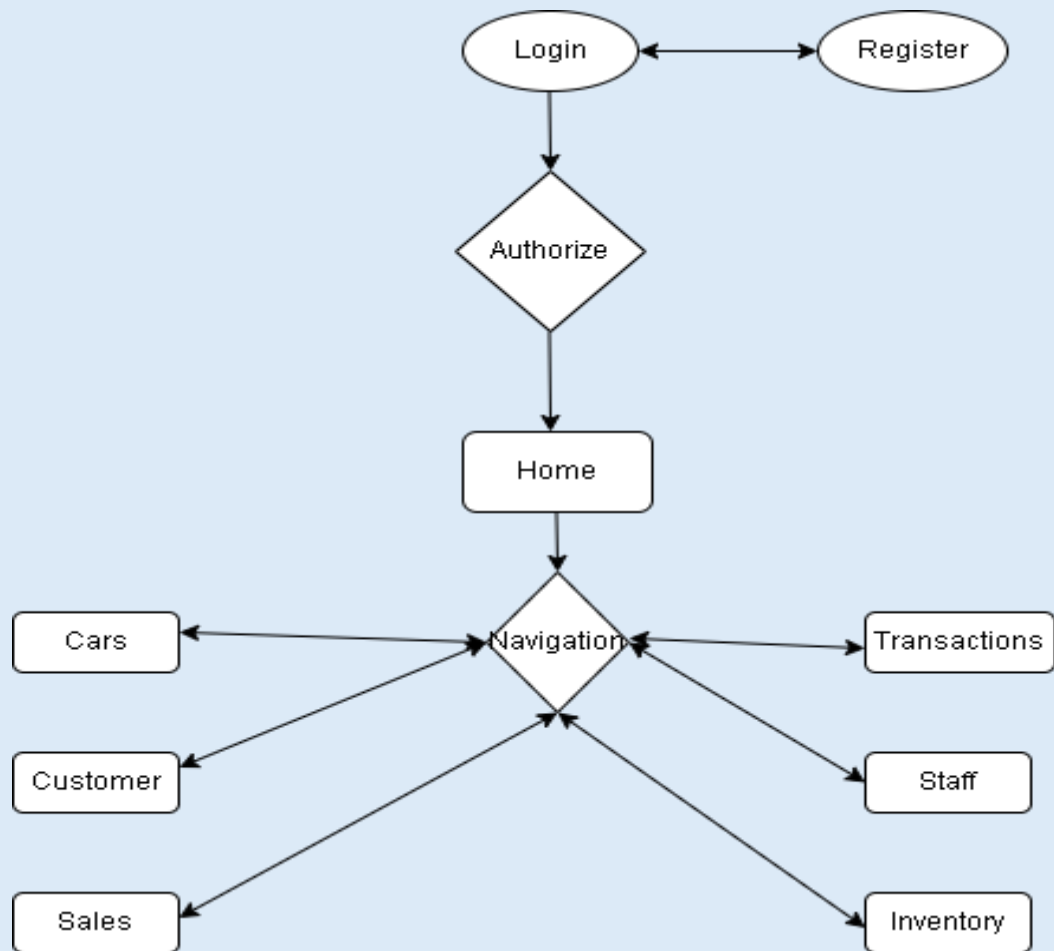 Login
Register
Authorize
Home
Cars
Navigation
Transactions
Customer
Staff
Sales
Inventory